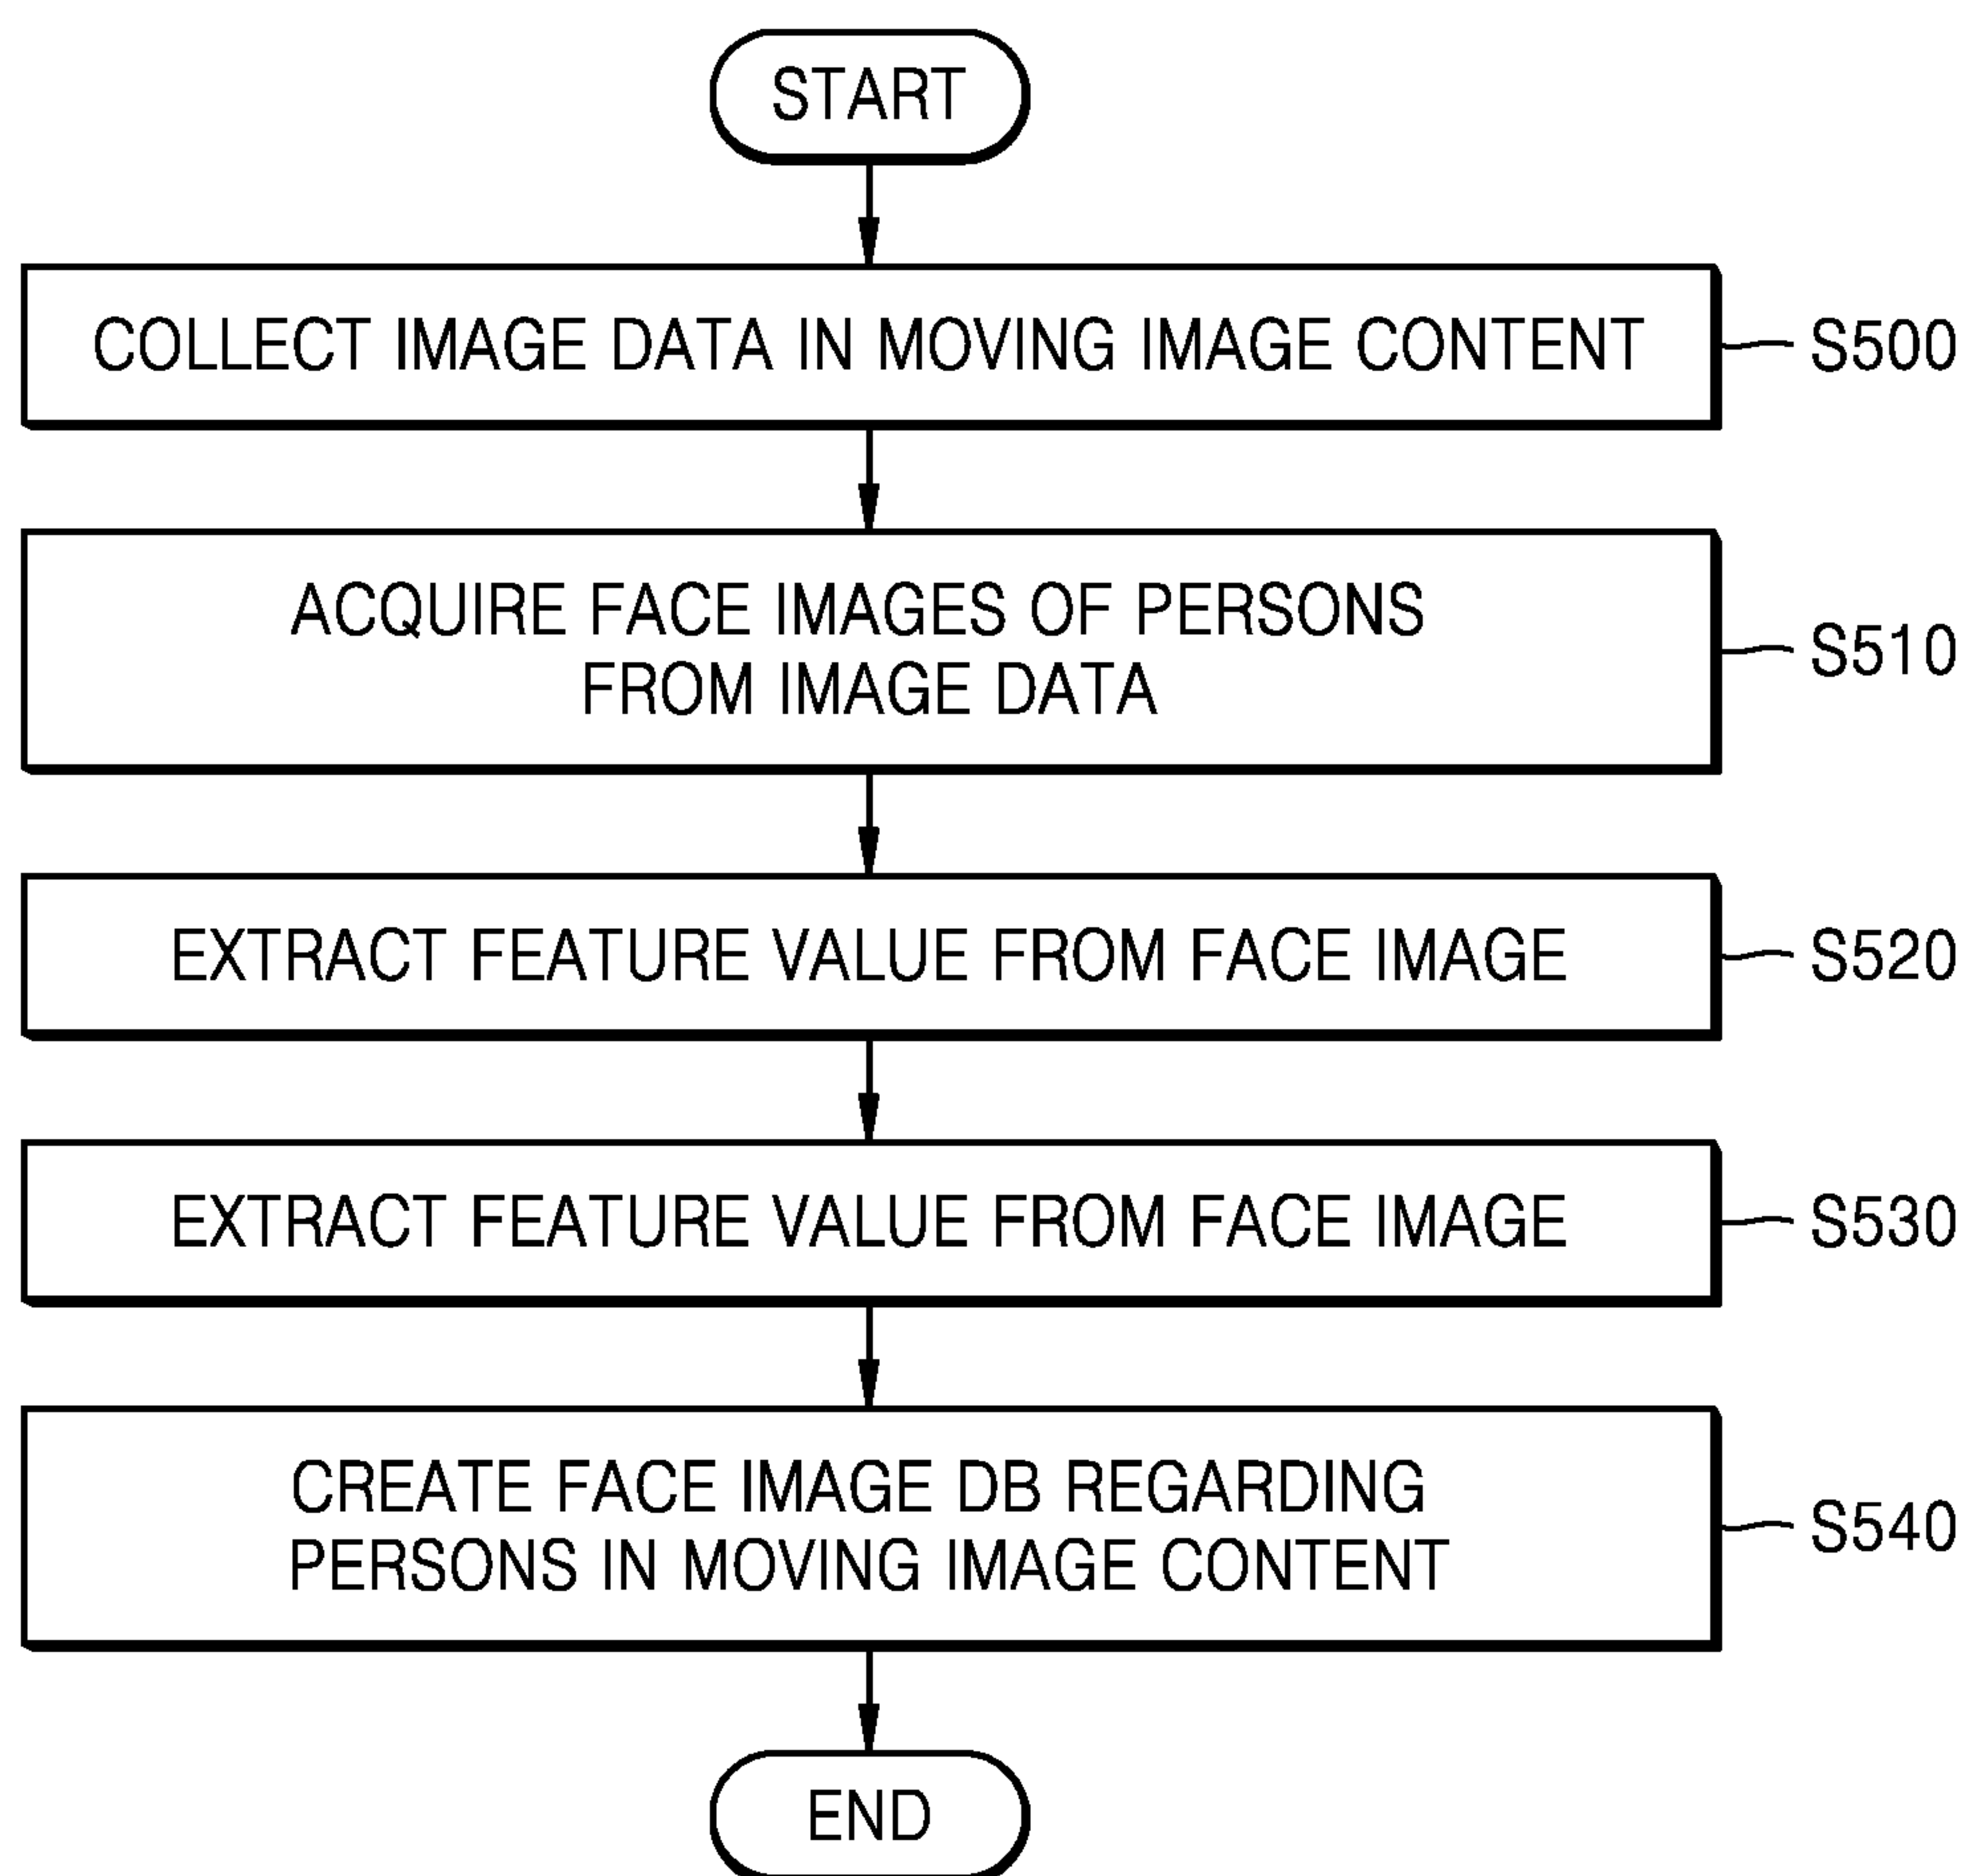 START
COLLECT IMAGE DATA IN MOVING IMAGE CONTENT
S500
ACQUIRE FACE IMAGES OF PERSONS
FROM IMAGE DATA
S510
EXTRACT FEATURE VALUE FROM FACE IMAGE
S520
EXTRACT FEATURE VALUE FROM FACE IMAGE
S530
CREATE FACE IMAGE DB REGARDING
PERSONS IN MOVING IMAGE CONTENT
S540
END